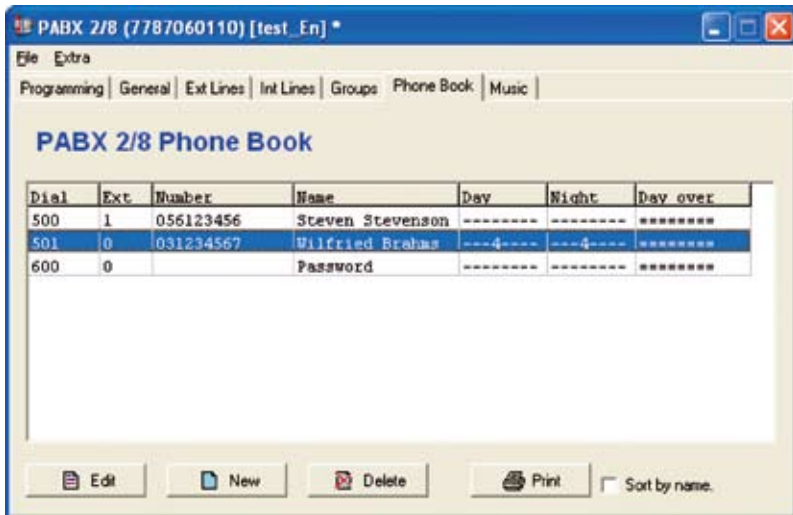 PABX 2/8 (7787060110) [test_En] *
File Extra
Programming General Ext Lines Int Lines Groups Phone Book Music
PABX 2/8 Phone Book
Dial Ext Number Name Day Night Day over
500 1 056123456 Steven Stevenson -------- -------- ========
501 0 031234567 Wilfried Brahms ---4---- ---4---- ========
600 0 Password -------- -------- ========
Edit New Delete Print Sort by name.